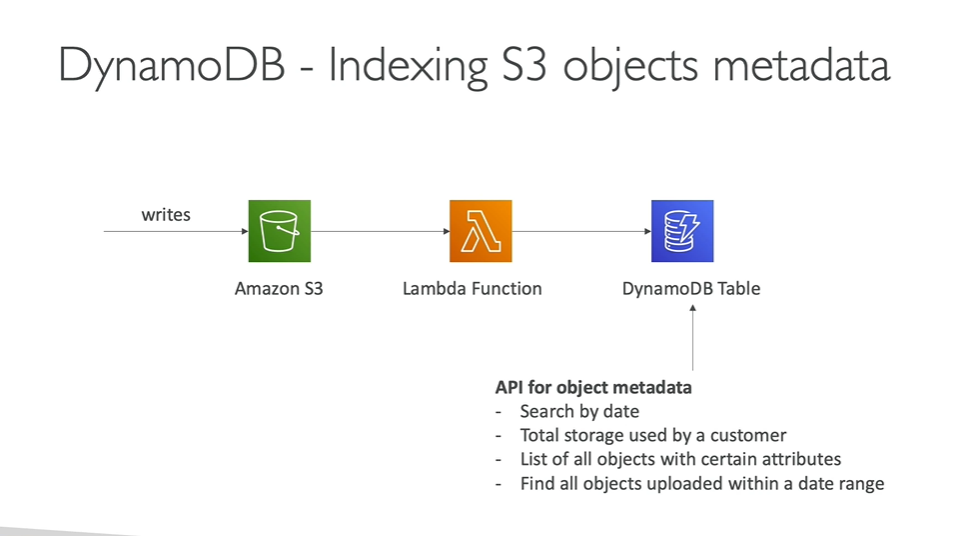 DynamoDB - Indexing S3 objects metadata
writes
Amazon S3
Lambda Function
DynamoDB Table
API for object metadata
- Search by date
- Total storage used by a customer
- List of all objects with certain attributes
- Find all objects uploaded within a date range